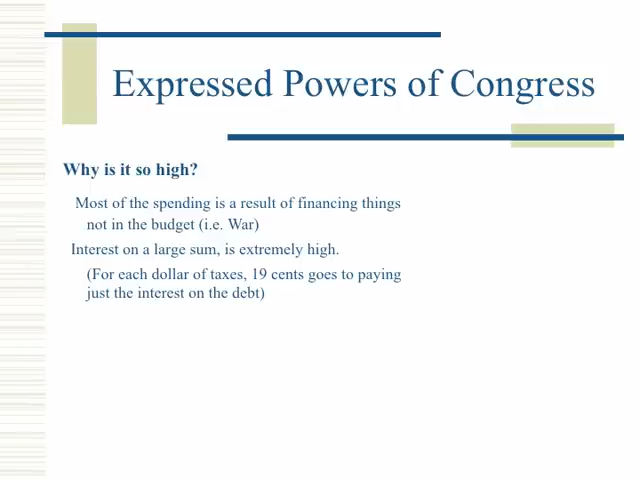 Expressed Powers of Congress
Why is it so high?
Most of the spending is a result of financing things
not in the budget (i.e. War)
Interest on a large sum, is extremely high.
(For each dollar of taxes, 19 cents goes to paying
just the interest on the debt)